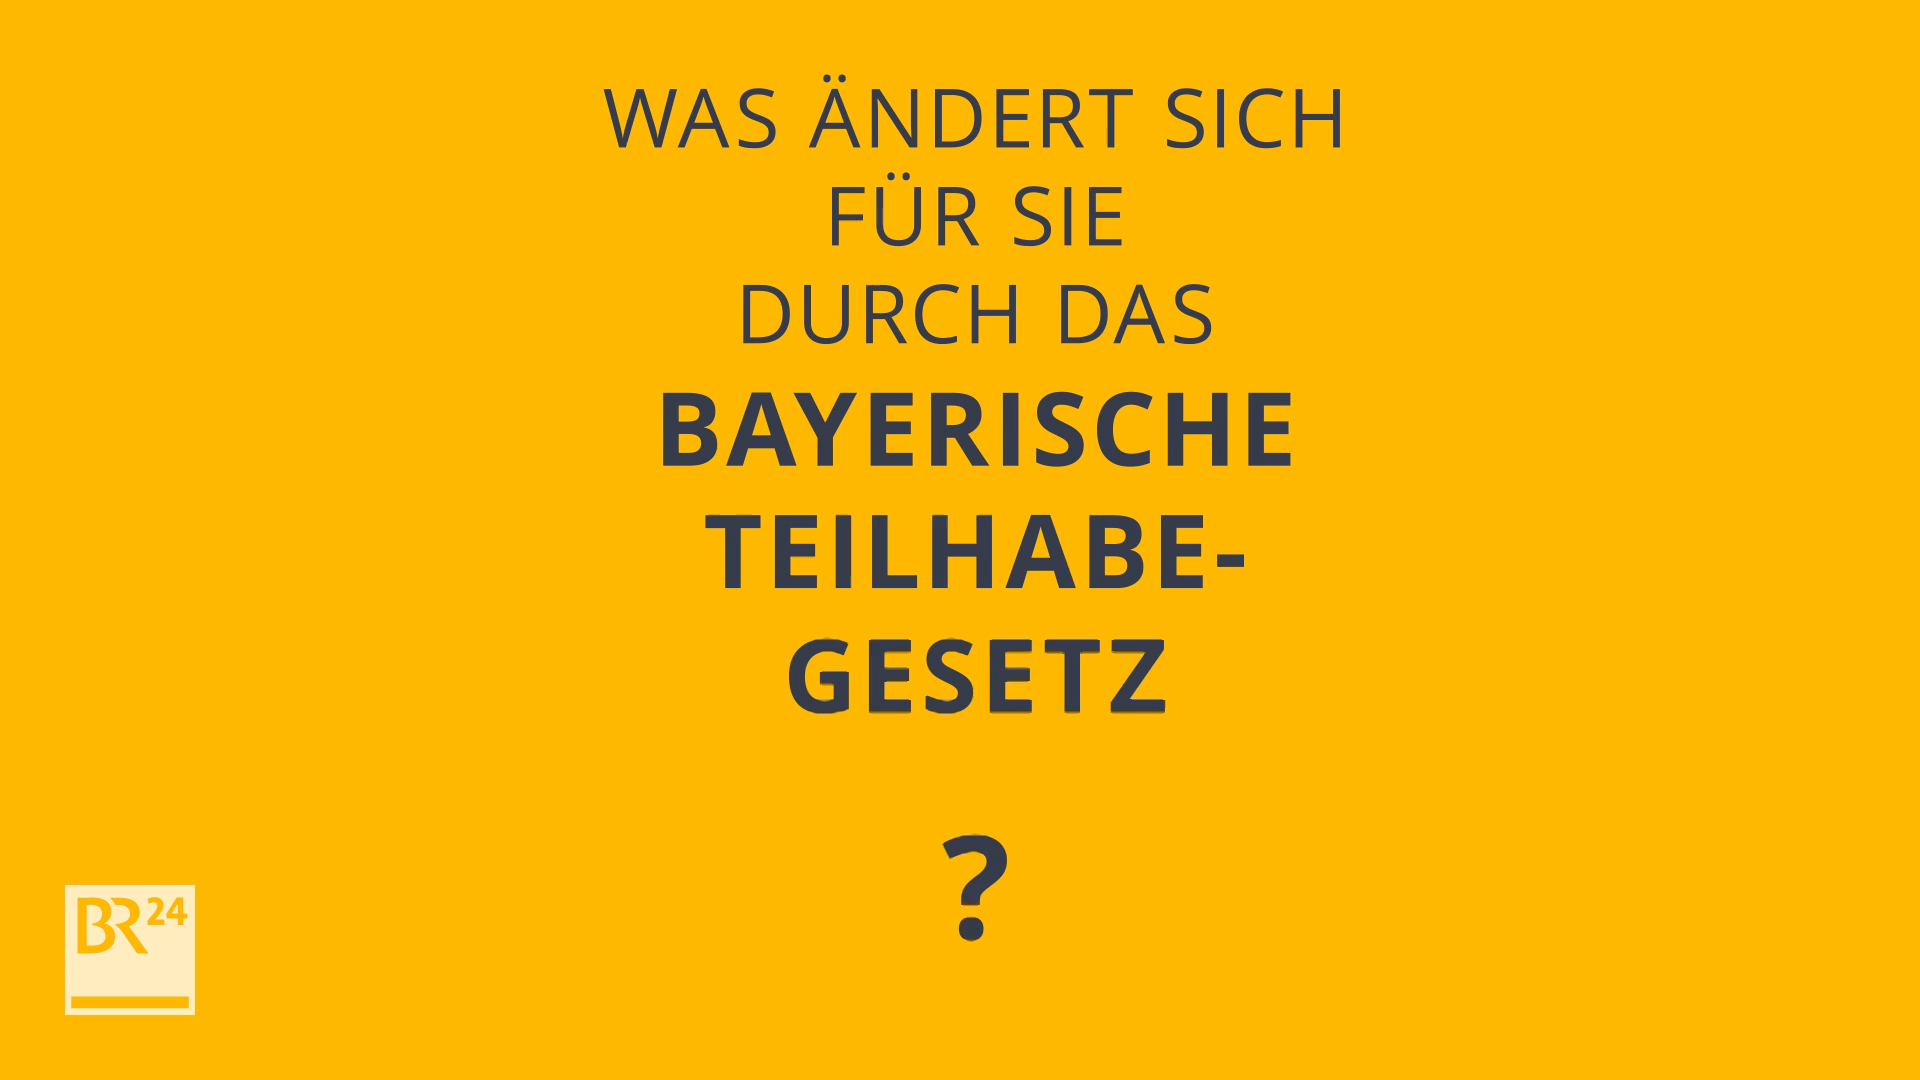 WAS ÄNDERT SICH
FÜR SIE
DURCH DAS
BAYERISCHE
TEILHABE-
GESETZ
?
BR24